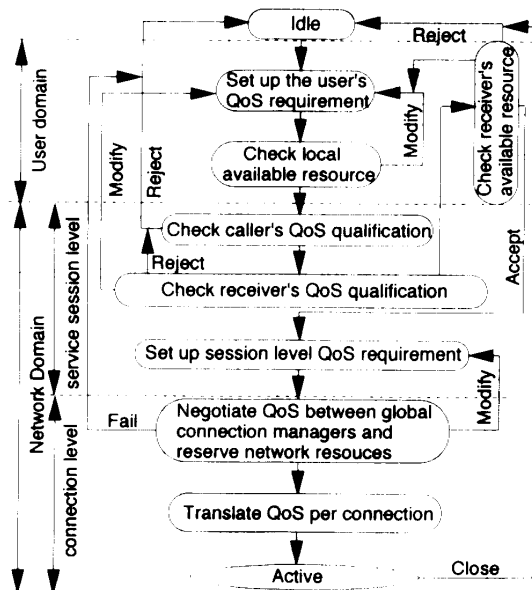 Idle
Reject
Set up the user's
QoS requirement
Modify
Check receiver's
available resource
User domain
Check local
available resource
Modify
Reject
Check caller's QoS qualification
Reject
Accept
Check receiver's QoS qualification
Set up session level QoS requirement
Network Domain
service session level
Fail
Negotiate QoS between global
connection managers and
reserve network resouces
Modify
connection level
Translate QoS per connection
Active
Close